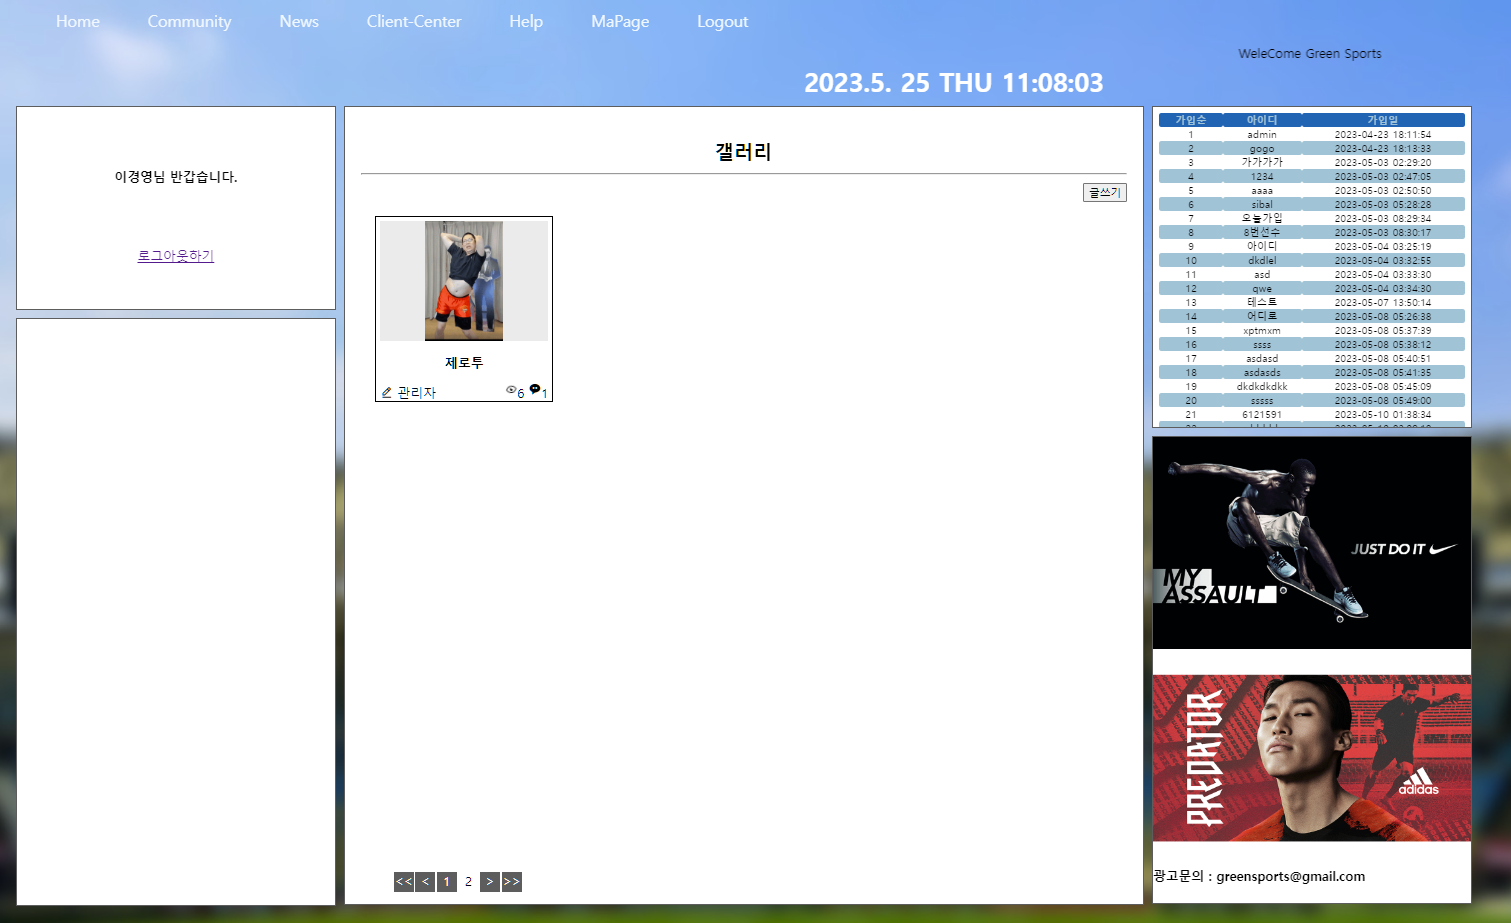 Home Community News Client-Center Help MaPage Logout
WeleCome Green Sports
2023.5. 25 THU 11:08:03
이경영님 반갑습니다.
로그아웃하기
갤러리
글쓰기
제로투
관리자 6 1
<< < 1 2 > >>
가입순 아이디 가입일
1 admin 2023-04-23 18:11:54
2 gogo 2023-04-23 18:13:33
3 가가가가 2023-05-03 02:29:20
4 1234 2023-05-03 02:47:05
5 aaaa 2023-05-03 02:50:50
6 sibal 2023-05-03 05:28:28
7 오늘가입 2023-05-03 08:29:34
8 8번선수 2023-05-03 08:30:17
9 아이디 2023-05-04 03:25:19
10 dkdlel 2023-05-04 03:32:55
11 asd 2023-05-04 03:33:30
12 qwe 2023-05-04 03:34:30
13 테스트 2023-05-07 13:50:14
14 어디로 2023-05-08 05:26:38
15 xptmxm 2023-05-08 05:37:39
16 ssss 2023-05-08 05:38:12
17 asdasd 2023-05-08 05:40:51
18 asdasds 2023-05-08 05:41:35
19 dkdkdkdkk 2023-05-08 05:45:09
20 sssss 2023-05-08 05:49:00
21 6121591 2023-05-10 01:38:34
JUST DO IT
MY
ASSAULT
PREDATOR
adidas
광고문의 : greensports@gmail.com